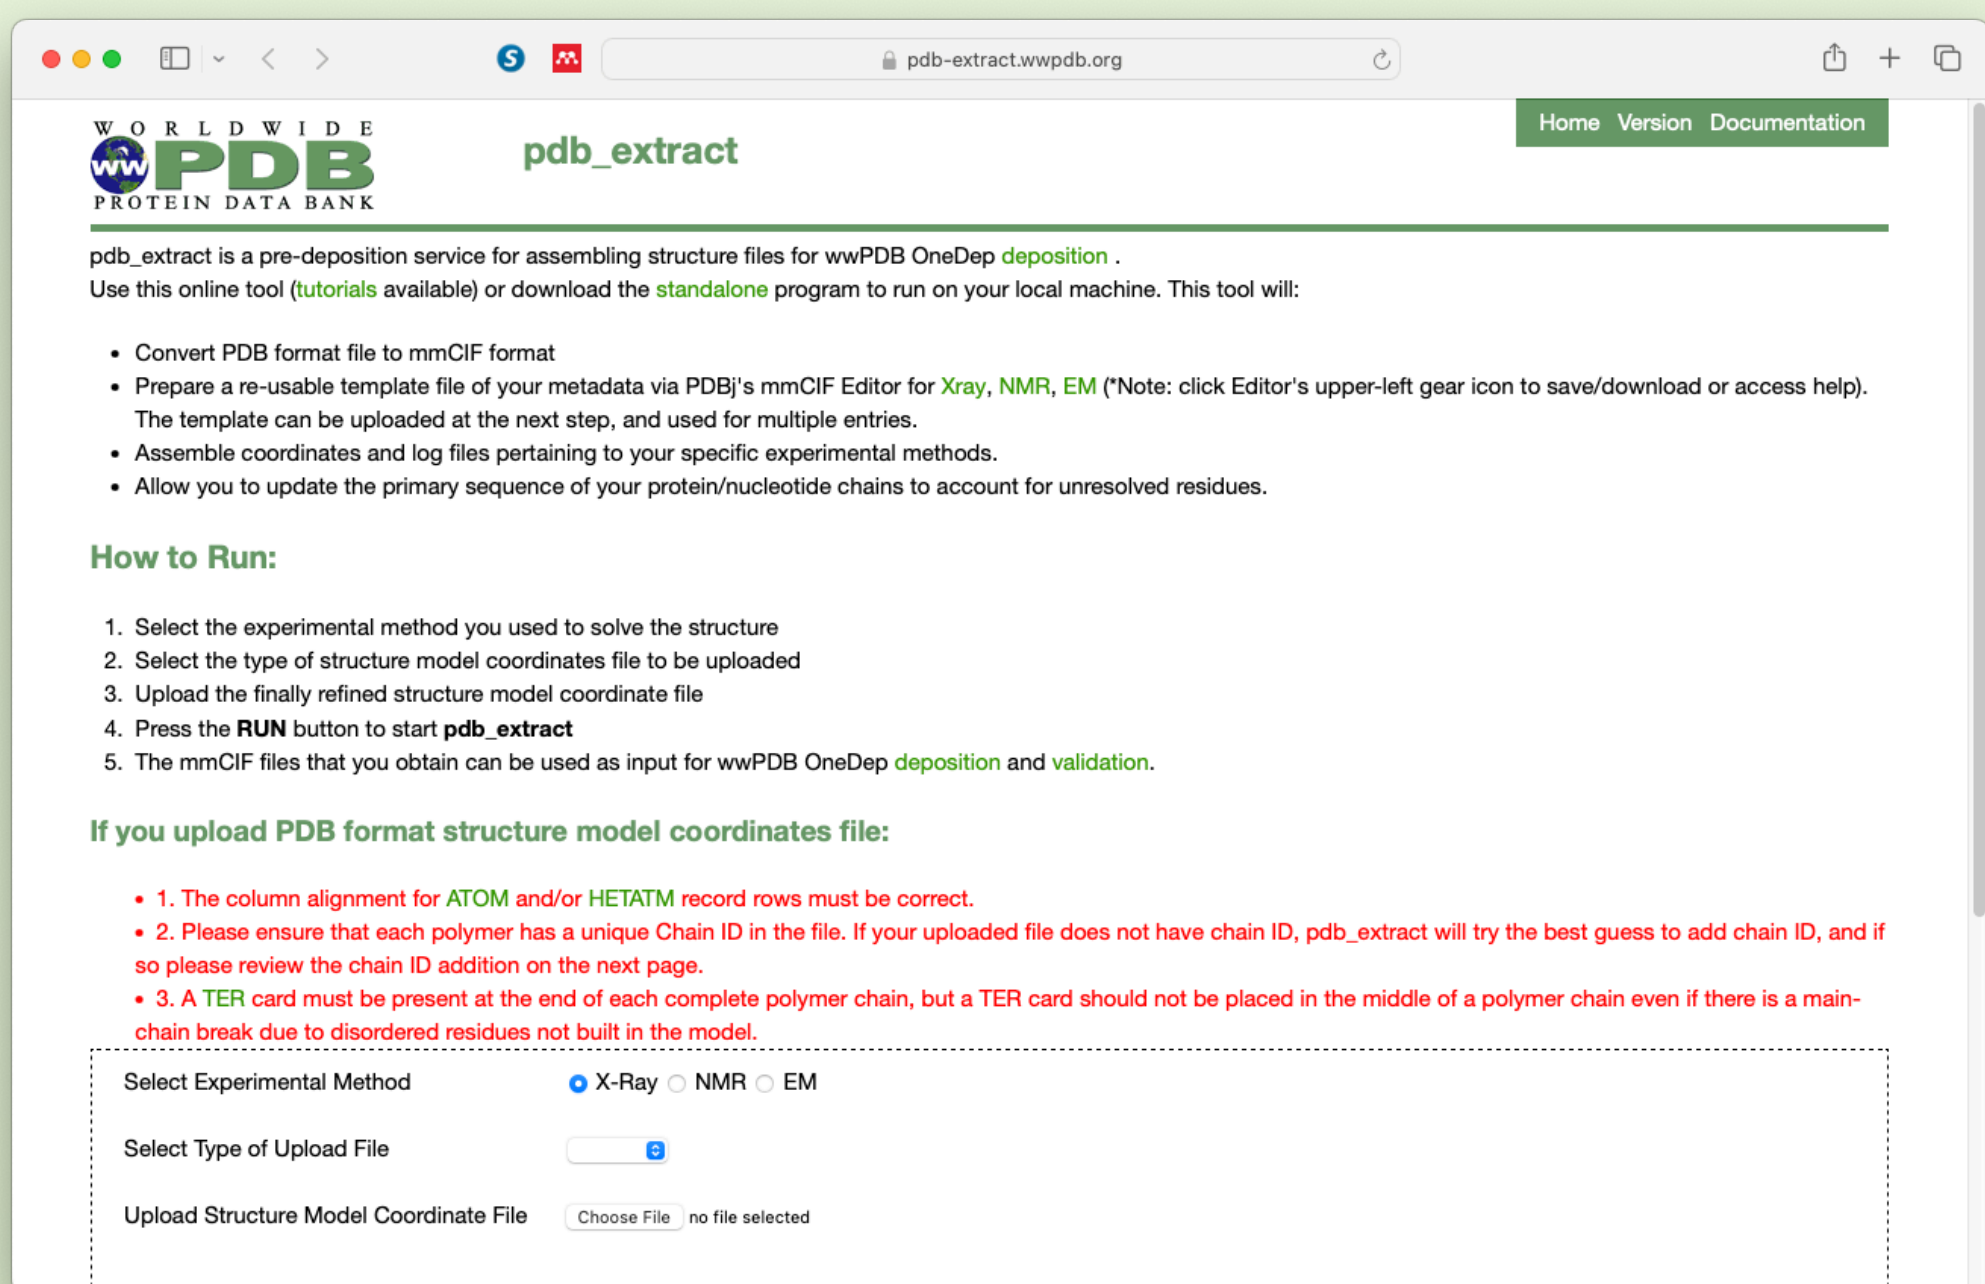 pdb-extract.wwpdb.org
Home Version Documentation
WORLDWIDE
ww PDB
PROTEIN DATA BANK
pdb_extract
pdb_extract is a pre-deposition service for assembling structure files for wwPDB OneDep deposition .
Use this online tool (tutorials available) or download the standalone program to run on your local machine. This tool will:
• Convert PDB format file to mmCIF format
• Prepare a re-usable template file of your metadata via PDBj's mmCIF Editor for Xray, NMR, EM (*Note: click Editor's upper-left gear icon to save/download or access help).
The template can be uploaded at the next step, and used for multiple entries.
• Assemble coordinates and log files pertaining to your specific experimental methods.
• Allow you to update the primary sequence of your protein/nucleotide chains to account for unresolved residues.
How to Run:
1. Select the experimental method you used to solve the structure
2. Select the type of structure model coordinates file to be uploaded
3. Upload the finally refined structure model coordinate file
4. Press the RUN button to start pdb_extract
5. The mmCIF files that you obtain can be used as input for wwPDB OneDep deposition and validation.
If you upload PDB format structure model coordinates file:
• 1. The column alignment for ATOM and/or HETATM record rows must be correct.
• 2. Please ensure that each polymer has a unique Chain ID in the file. If your uploaded file does not have chain ID, pdb_extract will try the best guess to add chain ID, and if
so please review the chain ID addition on the next page.
• 3. A TER card must be present at the end of each complete polymer chain, but a TER card should not be placed in the middle of a polymer chain even if there is a main-
chain break due to disordered residues not built in the model.
Select Experimental Method X-Ray NMR EM
Select Type of Upload File
Upload Structure Model Coordinate File Choose File no file selected